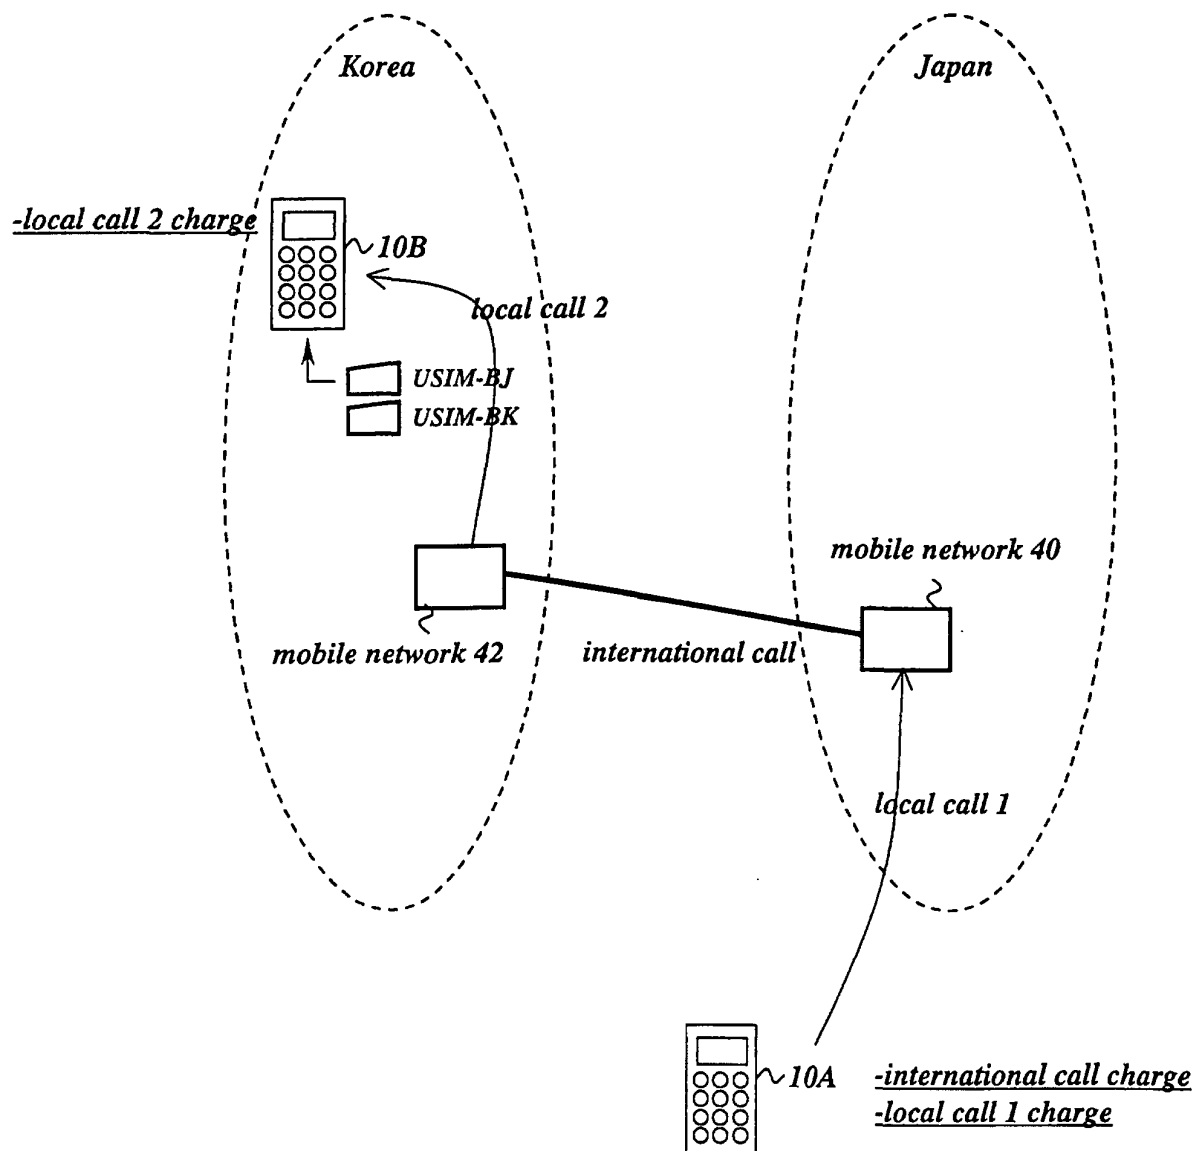 Korea
Japan
-local call 2 charge
10B
local call 2
USIM-BJ
USIM-BK
mobile network 40
mobile network 42
international call
local call 1
10A
-international call charge
-local call 1 charge